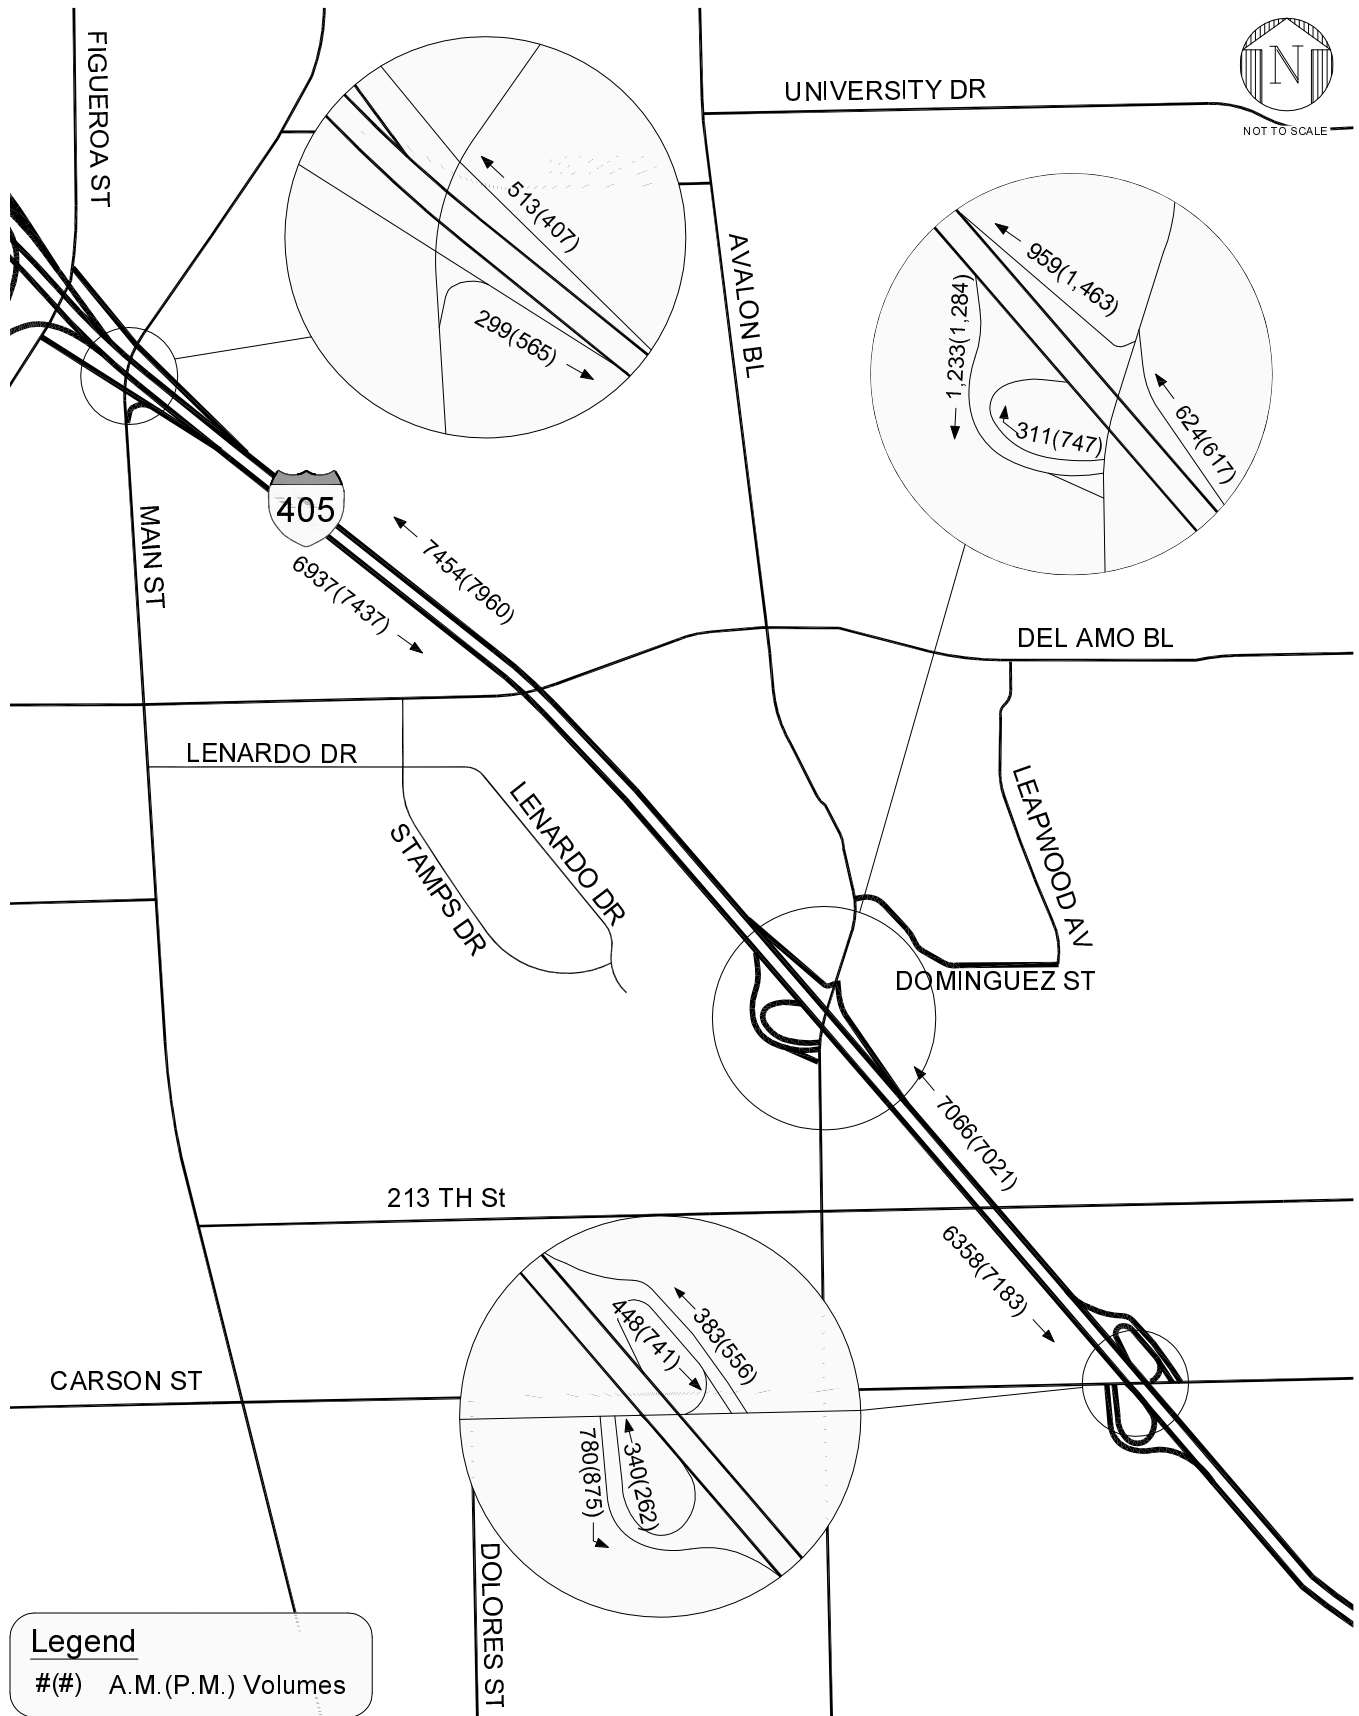 FIGUEROA ST
UNIVERSITY DR
N
NOT TO SCALE
513(407)
299(565)
AVALON BL
959(1,463)
1,233(1,284)
311(747)
624(617)
405
MAIN ST
7454(7960)
6937(7437)
DEL AMO BL
LENARDO DR
LENARDO DR
STAMPS DR
LEAPWOOD AV
DOMINGUEZ ST
7066(7021)
213 TH St
6358(7183)
448(741)
383(556)
CARSON ST
780(875)
340(262)
DOLORES ST
Legend
#(#) A.M.(P.M.) Volumes